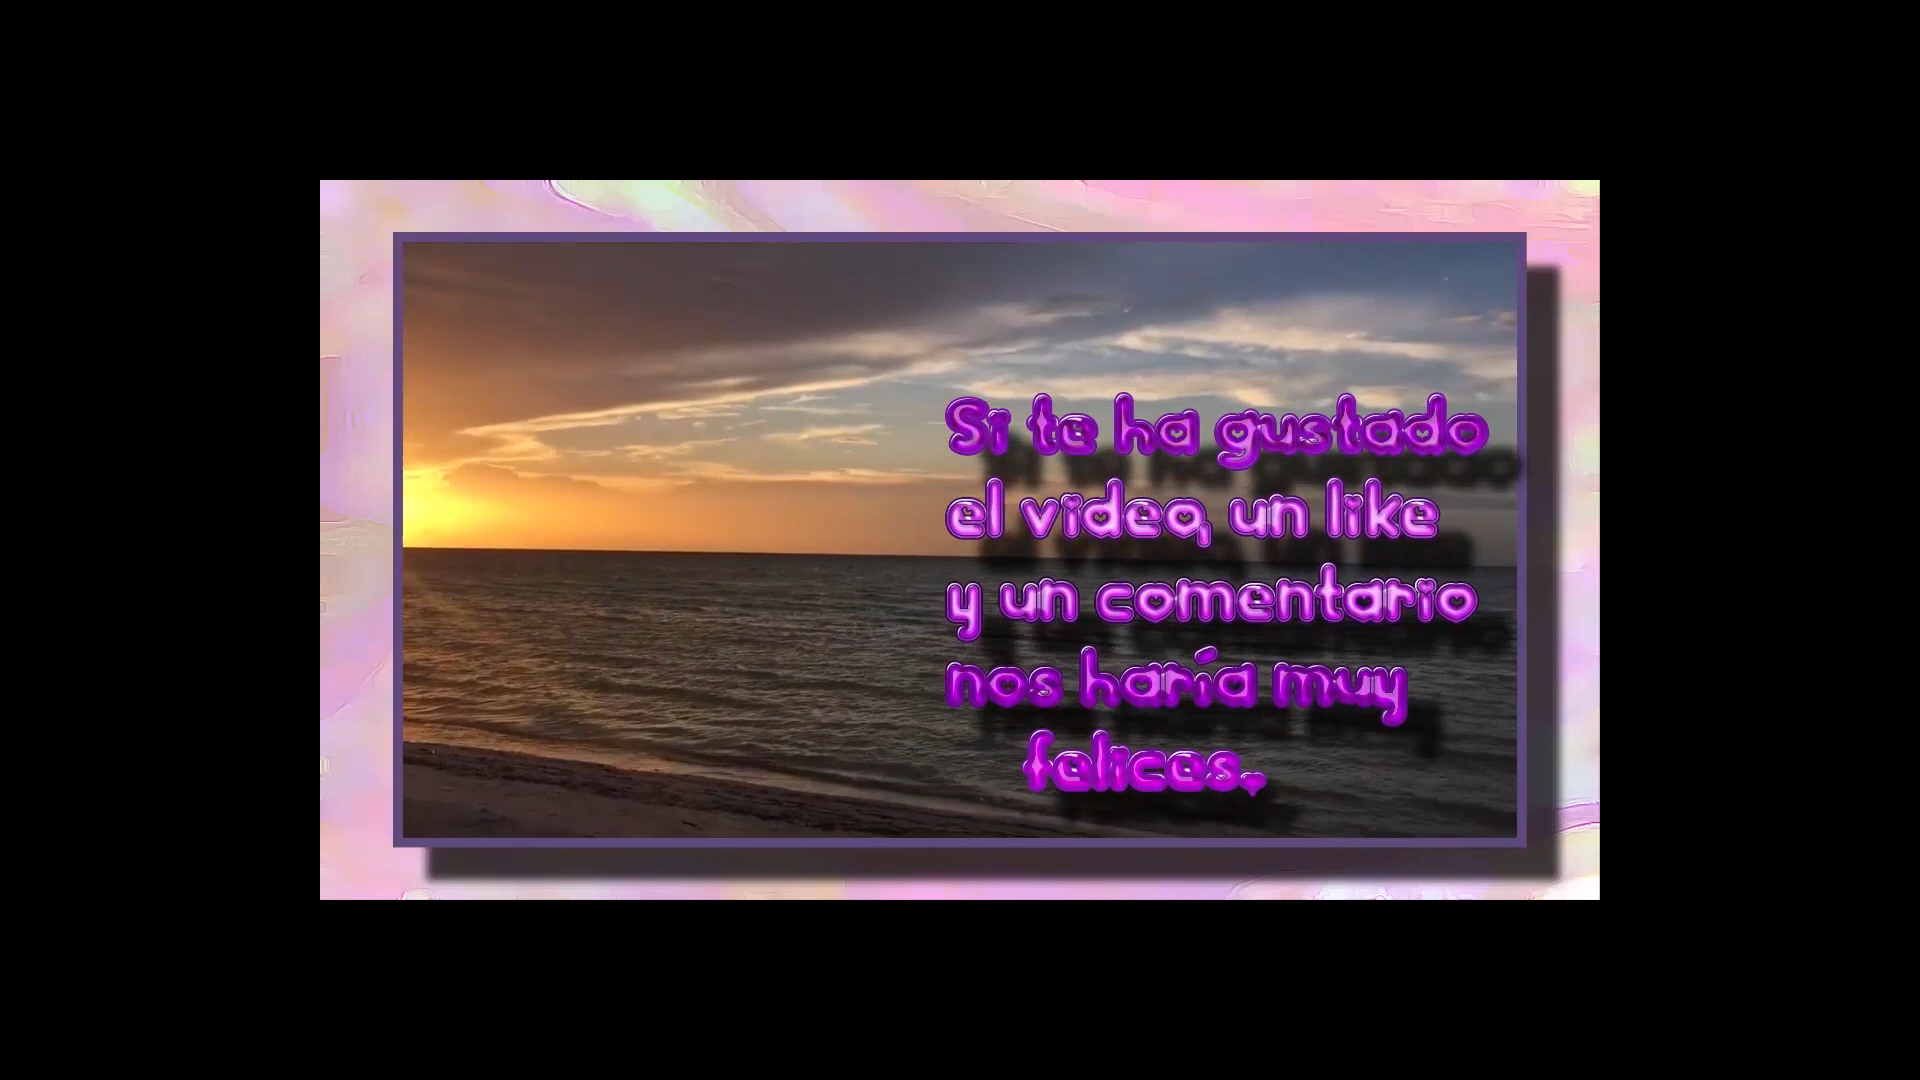 Si te ha gustado
el video, un like
y un comentario
nos haría muy
felices.